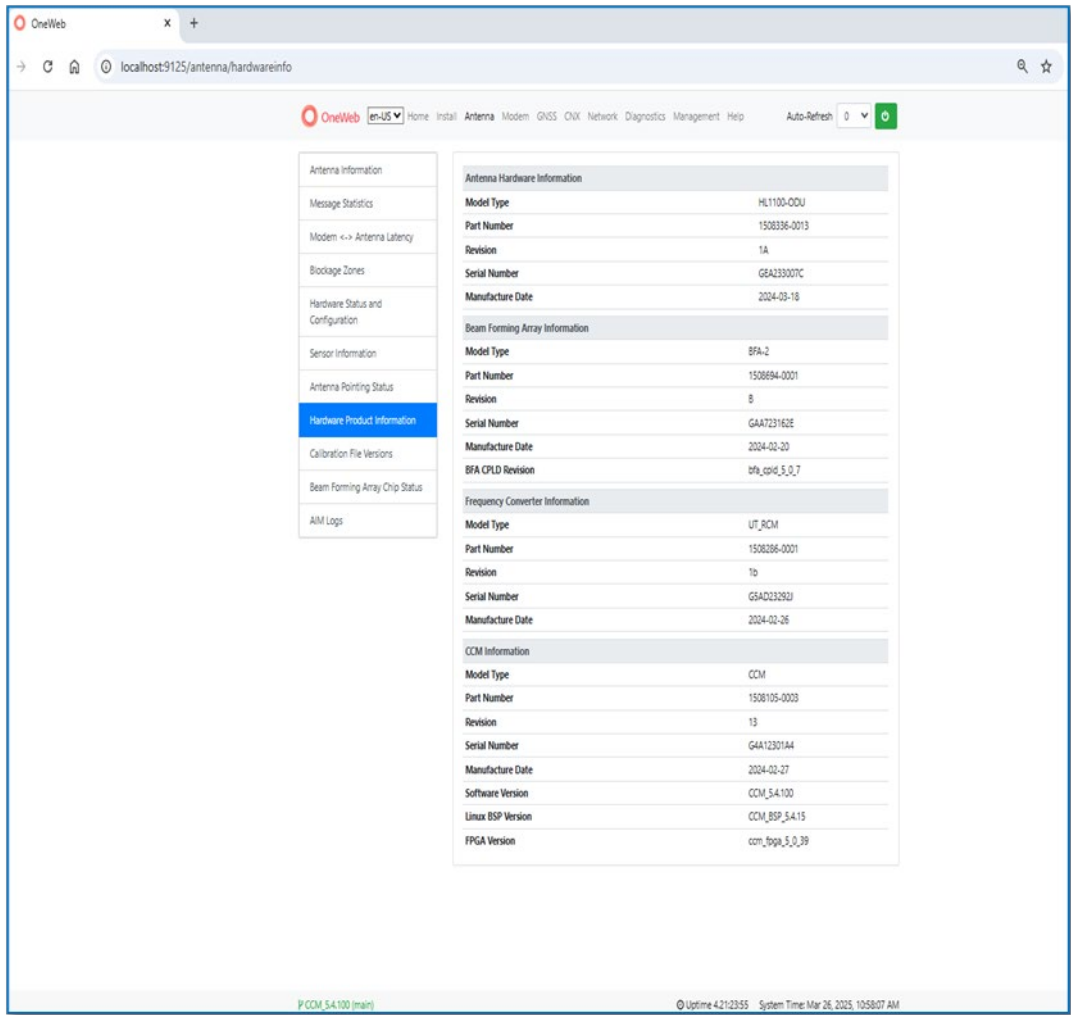 OneWeb
localhost:9125/antenna/hardwareinfo
OneWeb en-US Home Install Antenna Modem GNSS CNX Network Diagnostics Management Help Auto-Refresh 0
Antenna Information
Message Statistics
Modem <-> Antenna Latency
Blockage Zones
Hardware Status and
Configuration
Sensor Information
Antenna Pointing Status
Hardware Product Information
Calibration File Versions
Beam Forming Array Chip Status
AIM Logs
Antenna Hardware Information
Model Type HL1100-ODU
Part Number 1508336-0013
Revision 1A
Serial Number GEA233007C
Manufacture Date 2024-03-18
Beam Forming Array Information
Model Type BFA-2
Part Number 1508694-0001
Revision B
Serial Number GAA723162E
Manufacture Date 2024-02-20
BFA CPLD Revision bfa_cpld_5_0_7
Frequency Converter Information
Model Type UT_RCM
Part Number 1508286-0001
Revision 1b
Serial Number G5AD23292J
Manufacture Date 2024-02-26
CCM Information
Model Type CCM
Part Number 1508105-0003
Revision 13
Serial Number G4A12301A4
Manufacture Date 2024-02-27
Software Version CCM_5.4.100
Linux BSP Version CCM_BSP_5.4.15
FPGA Version ccm_fpga_5_0_39
CCM_5.4.100 (main) Uptime 4.21:23:55 System Time: Mar 26, 2025, 10:58:07 AM